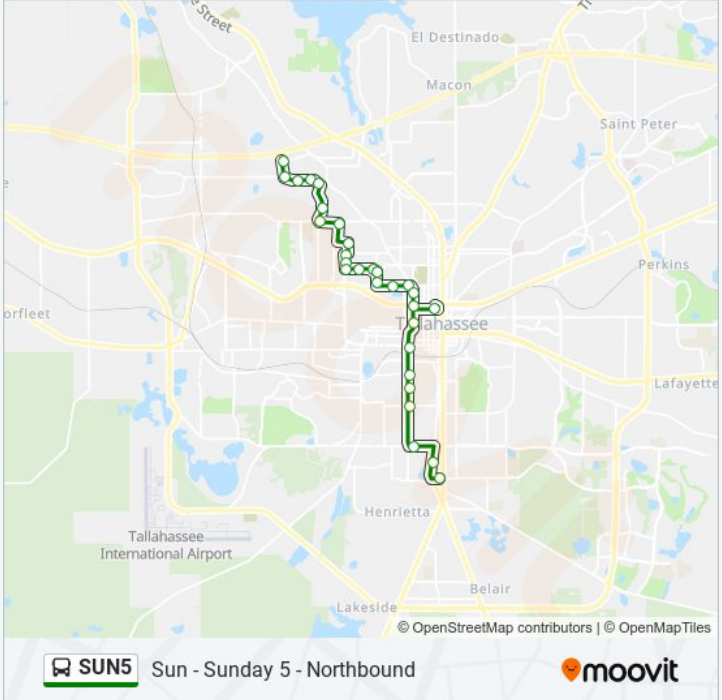 e Street
El Destinado
Macon
Saint Peter
e
Perkins
orfleet
Tallahassee
Lafayette
Henrietta
Tallahassee
International Airport
Belair
Lakeside
© OpenStreetMap contributors | © OpenMapTiles
SUN5 Sun - Sunday 5 - Northbound
moovit